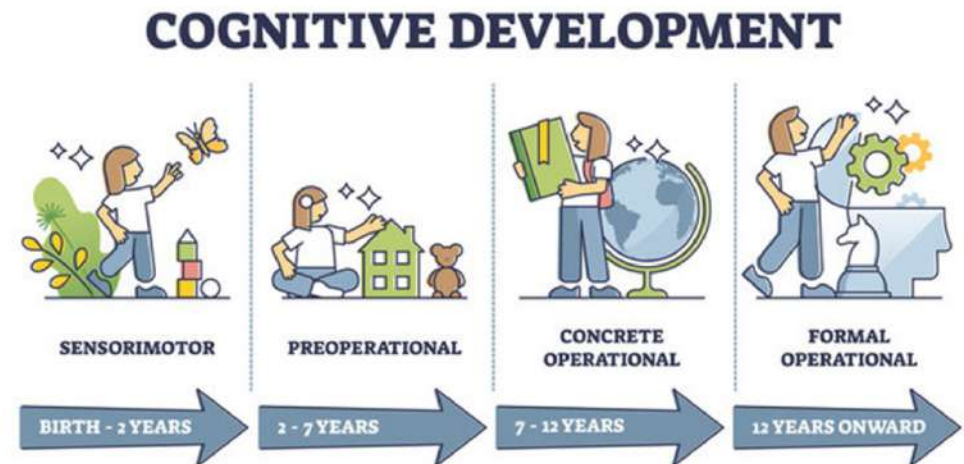 COGNITIVE DEVELOPMENT
SENSORIMOTOR
PREOPERATIONAL
CONCRETE
OPERATIONAL
FORMAL
OPERATIONAL
BIRTH - 2 YEARS
2 - 7 YEARS
7 - 12 YEARS
12 YEARS ONWARD